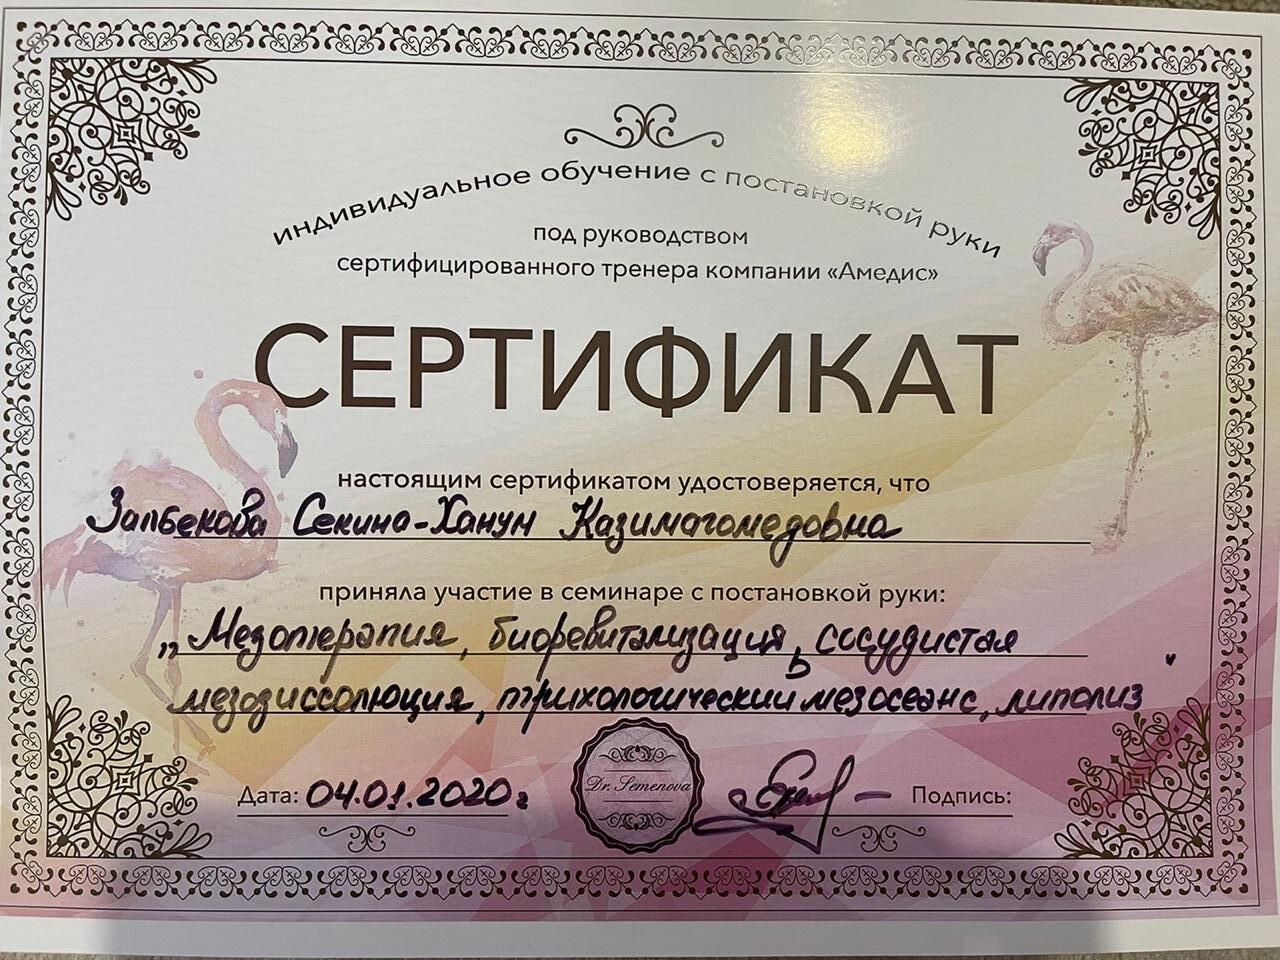 индивидуальное обучение с постановкой руки
под руководством
сертифицированного тренера компании «Амедис»
СЕРТИФИКАТ
настоящим сертификатом удостоверяется, что
Залбекова Секина-Ханум Казимагомедовна
приняла участие в семинаре с постановкой руки:
„Мезотерапия, биоревитализация, сосудистая
мезодиссолюция, трихологический мезосеанс, липолиз"
Дата: 04.01.2020г
Dr. Semenova
Подпись: